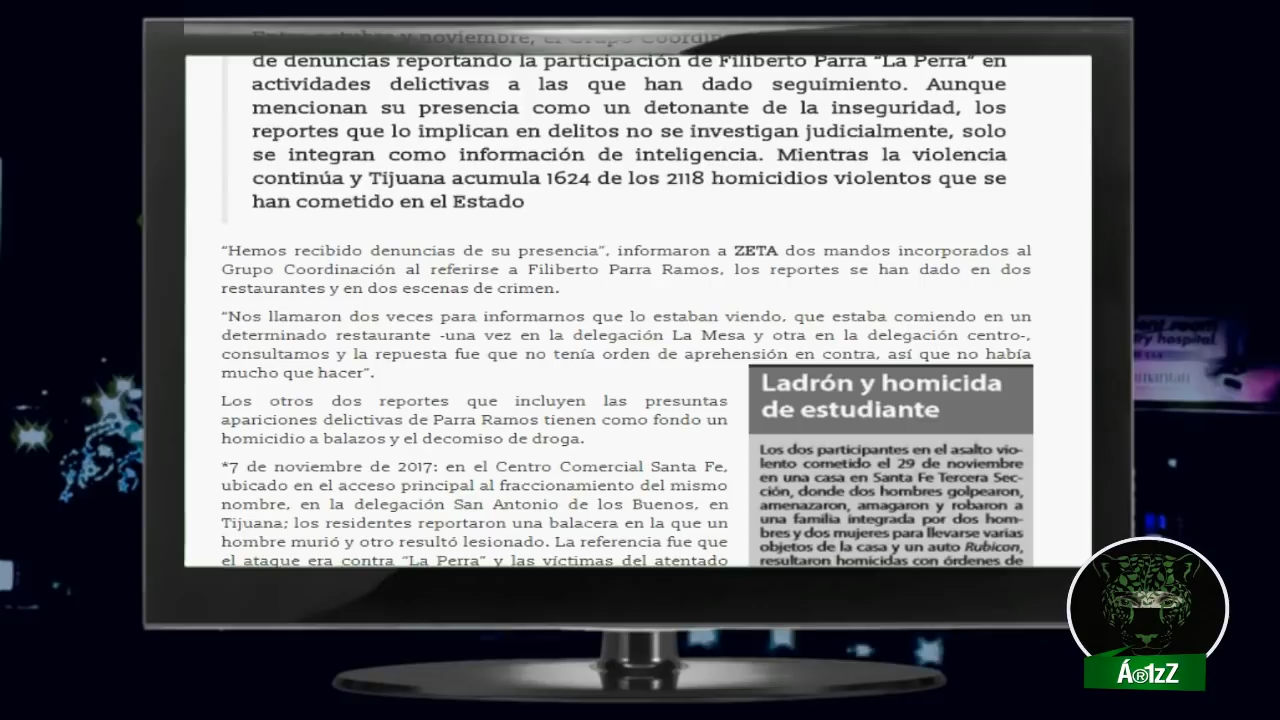 de denuncias reportando la participación de Filiberto Parra “La Perra” en
actividades delictivas a las que han dado seguimiento. Aunque
mencionan su presencia como un detonante de la inseguridad, los
reportes que lo implican en delitos no se investigan judicialmente, solo
se integran como información de inteligencia. Mientras la violencia
continúa y Tijuana acumula 1624 de los 2118 homicidios violentos que se
han cometido en el Estado
“Hemos recibido denuncias de su presencia”, informaron a ZETA dos mandos incorporados al
Grupo Coordinación al referirse a Filiberto Parra Ramos, los reportes se han dado en dos
restaurantes y en dos escenas de crimen.
“Nos llamaron dos veces para informarnos que lo estaban viendo, que estaba comiendo en un
determinado restaurante -una vez en la delegación La Mesa y otra en la delegación centro-,
consultamos y la repuesta fue que no tenía orden de aprehensión en contra, así que no había
mucho que hacer”.
Los otros dos reportes que incluyen las presuntas
apariciones delictivas de Parra Ramos tienen como fondo un
homicidio a balazos y el decomiso de droga.
*7 de noviembre de 2017: en el Centro Comercial Santa Fe,
ubicado en el acceso principal al fraccionamiento del mismo
nombre, en la delegación San Antonio de los Buenos, en
Tijuana; los residentes reportaron una balacera en la que un
hombre murió y otro resultó lesionado. La referencia fue que
el ataque era contra “La Perra” y las víctimas del atentado
Ladrón y homicida
de estudiante
Los dos participantes en el asalto vio-
lento cometido el 29 de noviembre
en una casa en Santa Fe Tercera Sec-
ción, donde dos hombres golpearon,
amenazaron, amagaron y robaron a
una familia integrada por dos hom-
bres y dos mujeres para llevarse varias
objetos de la casa y un auto Rubicon,
resultaron homicidas con órdenes de
hospital
Á®1zZ